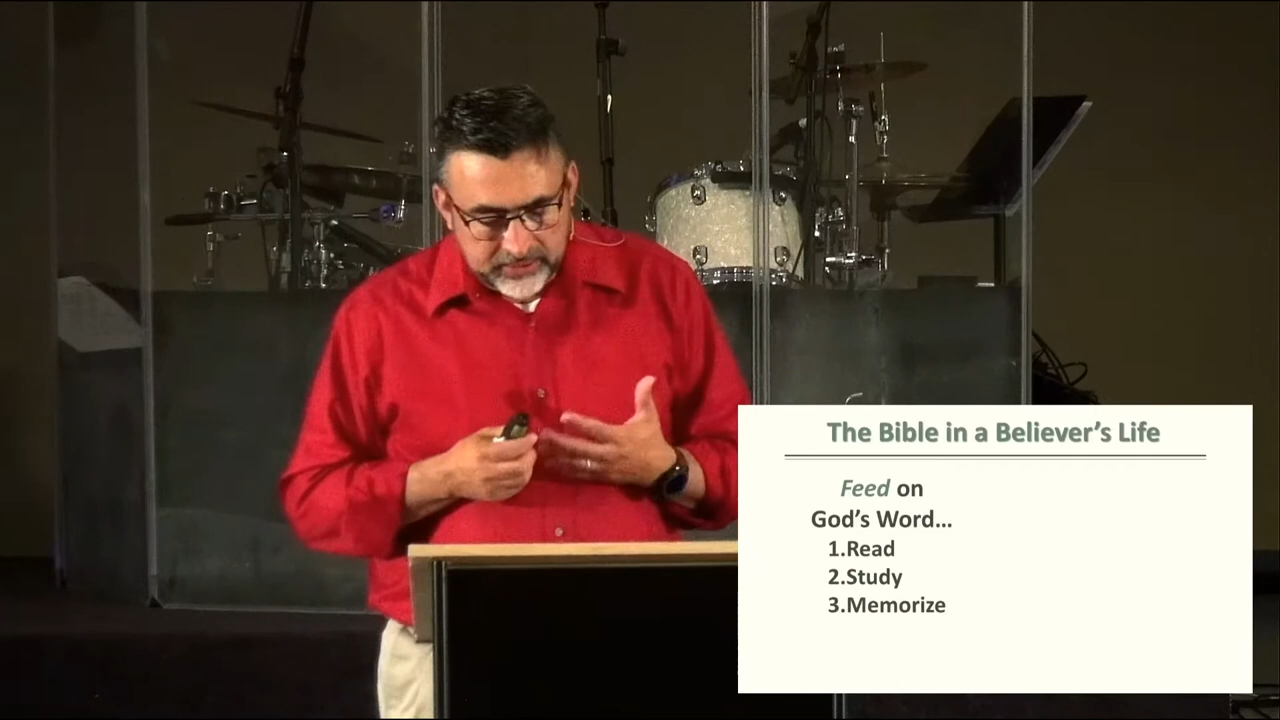 The Bible in a Believer’s Life
Feed on
God’s Word...
1.Read
2.Study
3.Memorize